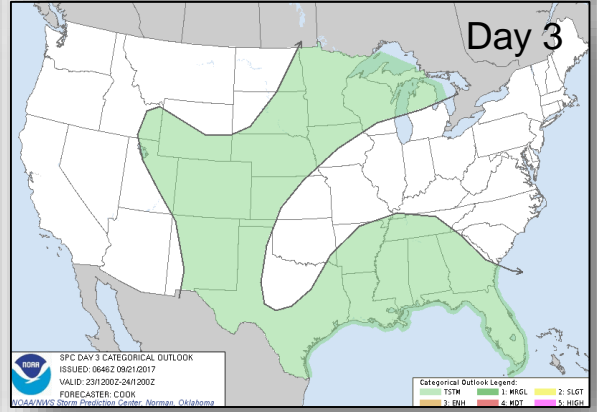 Day 3
NOAA
SPC DAY 3 CATEGORICAL OUTLOOK
ISSUED: 0646Z 09/21/2017
VALID: 23/1200Z-24/1200Z
FORECASTER: COOK
NOAA/NWS Storm Prediction Center, Norman, Oklahoma
Categorical Outlook Legend:
TSTM 1: MRGL 2: SLGT
3: ENH 4: MDT 5: HIGH